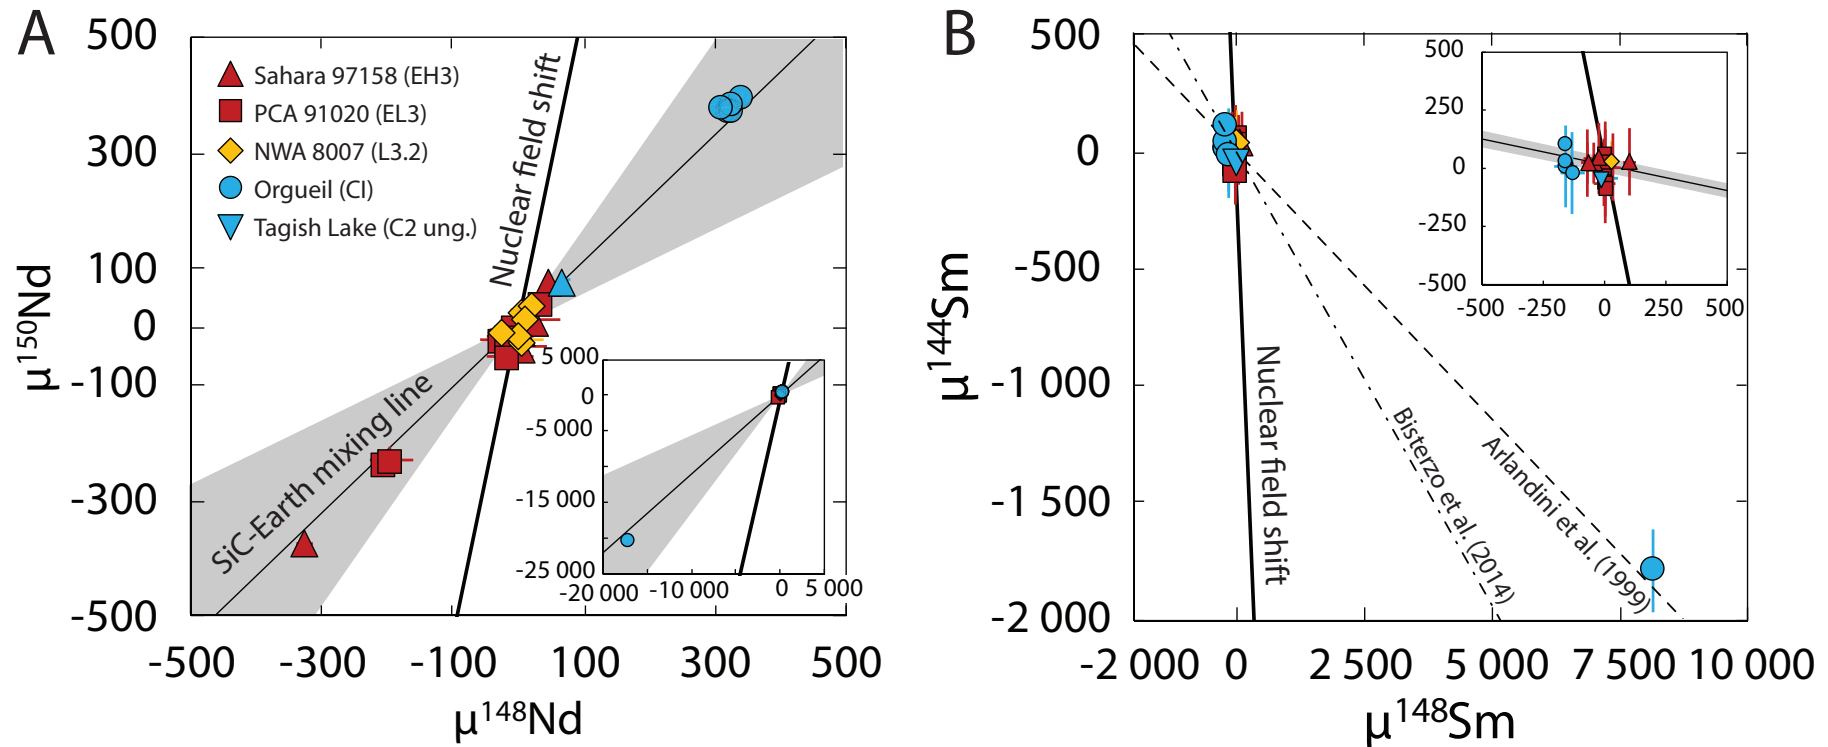 A
500
300
100
0
-100
-300
-500
-500
-300
-100
100
300
500
μ¹⁵⁰Nd
μ¹⁴⁸Nd
Sahara 97158 (EH3)
PCA 91020 (EL3)
NWA 8007 (L3.2)
Orgueil (CI)
Tagish Lake (C2 ung.)
Nuclear field shift
SiC-Earth mixing line
5 000
0
-5 000
-15 000
-25 000
-20 000
-10 000
0
5 000
B
500
0
-500
-1 000
-1 500
-2 000
-2 000
0
2 500
5 000
7 500
10 000
μ¹⁴⁴Sm
μ¹⁴⁸Sm
Nuclear field shift
Bisterzo et al. (2014)
Arlandini et al. (1999)
500
250
0
-250
-500
-500
-250
0
250
500